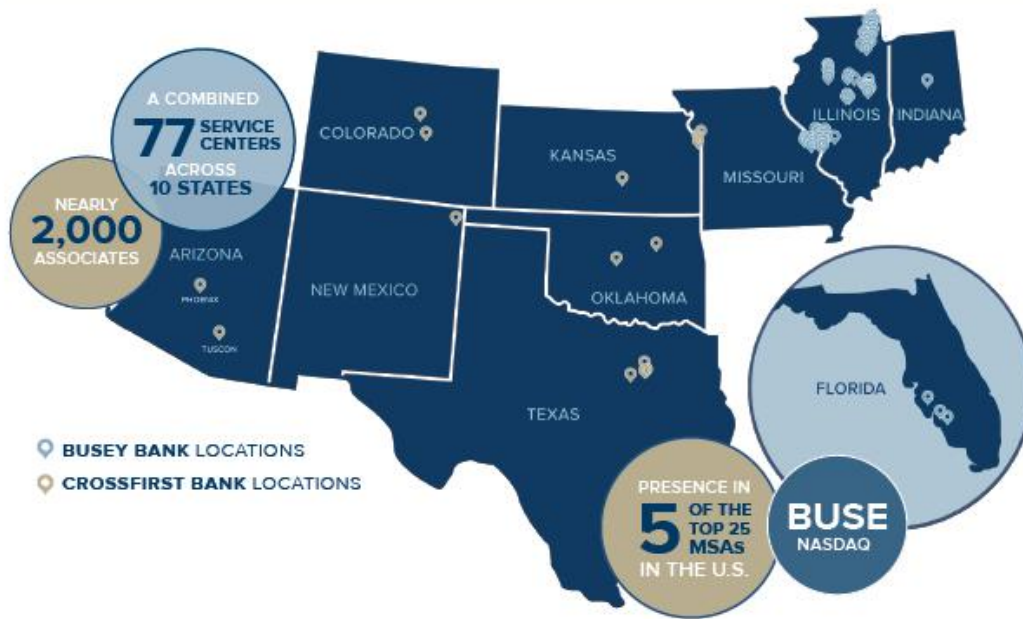 A COMBINED
77 SERVICE
CENTERS
ACROSS
10 STATES
NEARLY
2,000
ASSOCIATES
COLORADO
KANSAS
MISSOURI
ILLINOIS
INDIANA
ARIZONA
PHOENIX
TUSCON
NEW MEXICO
OKLAHOMA
TEXAS
FLORIDA
BUSEY BANK LOCATIONS
CROSSFIRST BANK LOCATIONS
PRESENCE IN
5 OF THE
TOP 25
MSAs
IN THE U.S.
BUSE
NASDAQ